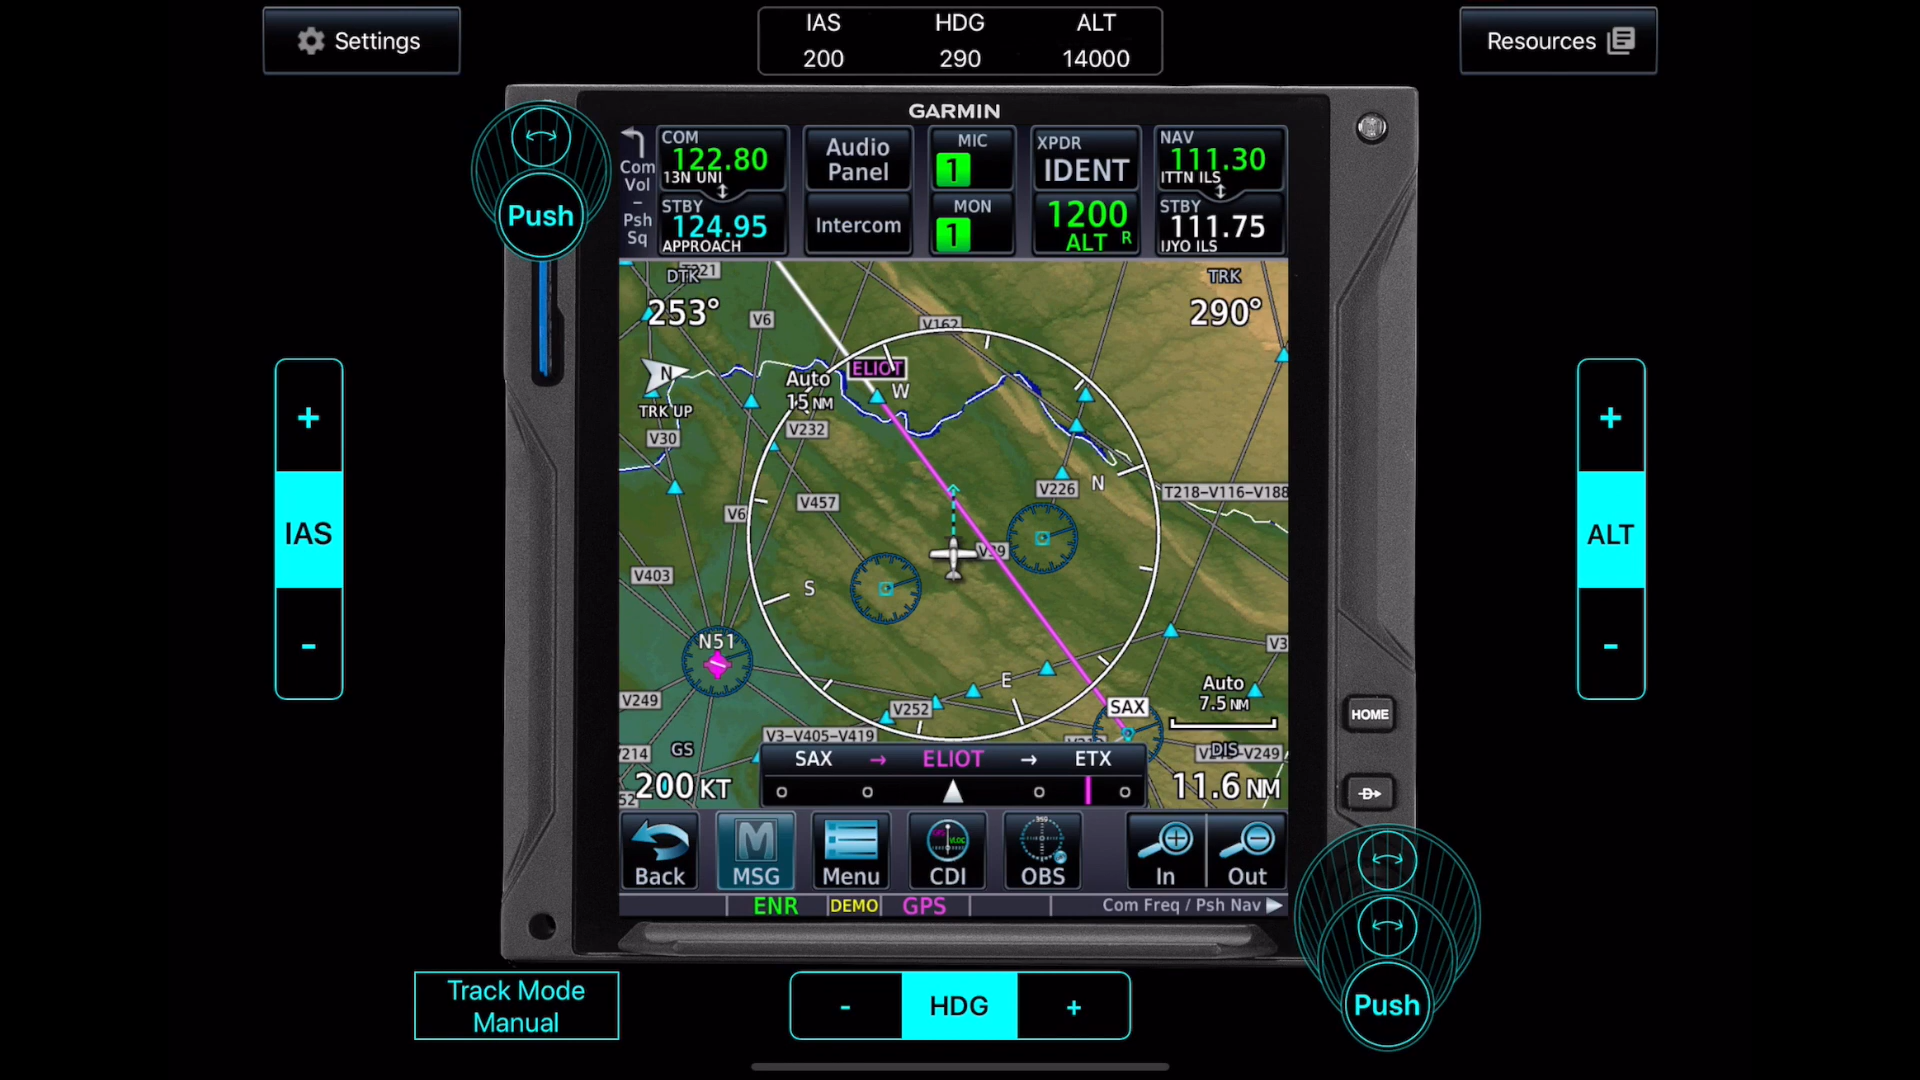 Settings
IAS HDG ALT
200 290 14000
Resources
GARMIN
Com
Vol
-
Psh
Sq
COM
122.80
13N UNI
STBY
124.95
APPROACH
Audio
Panel
Intercom
MIC
1
MON
1
XPDR
IDENT
1200
ALT R
NAV
111.30
ITTN ILS
STBY
111.75
IJYO ILS
Push
DTK
253°
TRK
290°
V6
V162
N
TRK UP
Auto
15 NM
ELIOT
W
V232
V30
V457
V6
V226
N
T218-V116-V188
V39
V403
S
N51
E
V249
V252
SAX
V3
Auto
7.5 NM
V3-V405-V419
GS
200 KT
SAX → ELIOT → ETX
DIS
11.6 NM
HOME
D
Back
MSG
Menu
CDI
OBS
In
Out
ENR
DEMO
GPS
Com Freq / Psh Nav
+
IAS
-
+
ALT
-
Track Mode
Manual
- HDG +
Push